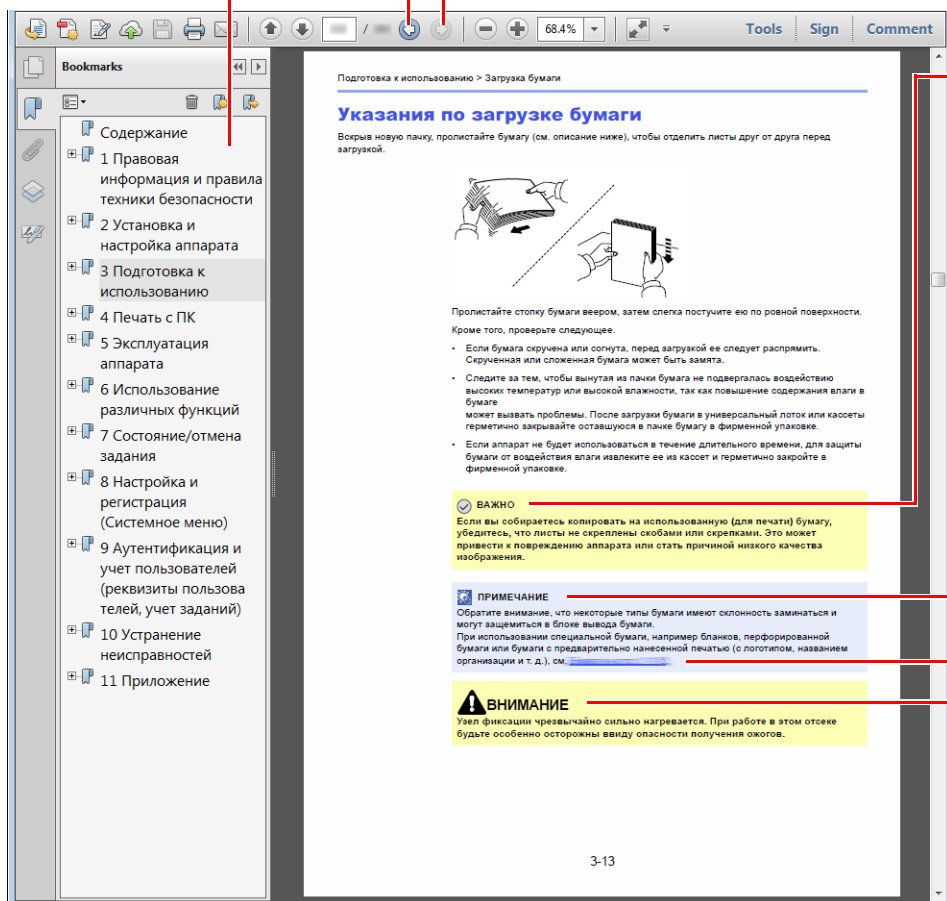 /
68.4%
Tools
Sign
Comment
Bookmarks
Содержание
1 Правовая
информация и правила
техники безопасности
2 Установка и
настройка аппарата
3 Подготовка к
использованию
4 Печать с ПК
5 Эксплуатация
аппарата
6 Использование
различных функций
7 Состояние/отмена
задания
8 Настройка и
регистрация
(Системное меню)
9 Аутентификация и
учет пользователей
(реквизиты пользова
телей, учет заданий)
10 Устранение
неисправностей
11 Приложение
Подготовка к использованию > Загрузка бумаги
Указания по загрузке бумаги
Вскрыв новую пачку, пролистайте бумагу (см. описание ниже), чтобы отделить листы друг от друга перед
загрузкой.
Пролистайте стопку бумаги веером, затем слегка постучите ею по ровной поверхности.
Кроме того, проверьте следующее.
• Если бумага скручена или согнута, перед загрузкой ее следует распрямить.
Скрученная или сложенная бумага может быть замята.
• Следите за тем, чтобы вынутая из пачки бумага не подвергалась воздействию
высоких температур или высокой влажности, так как повышение содержания влаги в
бумаге
может вызвать проблемы. После загрузки бумаги в универсальный лоток или кассеты
герметично закрывайте оставшуюся в пачке бумагу в фирменной упаковке.
• Если аппарат не будет использоваться в течение длительного времени, для защиты
бумаги от воздействия влаги извлеките ее из кассет и герметично закройте в
фирменной упаковке.
ВАЖНО
Если вы собираетесь копировать на использованную (для печати) бумагу,
убедитесь, что листы не скреплены скобами или скрепками. Это может
привести к повреждению аппарата или стать причиной низкого качества
изображения.
ПРИМЕЧАНИЕ
Обратите внимание, что некоторые типы бумаги имеют склонность заминаться и
могут защемиться в блоке вывода бумаги.
При использовании специальной бумаги, например бланков, перфорированной
бумаги или бумаги с предварительно нанесенной печатью (с логотипом, названием
организации и т. д.), см.
ВНИМАНИЕ
Узел фиксации чрезвычайно сильно нагревается. При работе в этом отсеке
будьте особенно осторожны ввиду опасности получения ожогов.
3-13